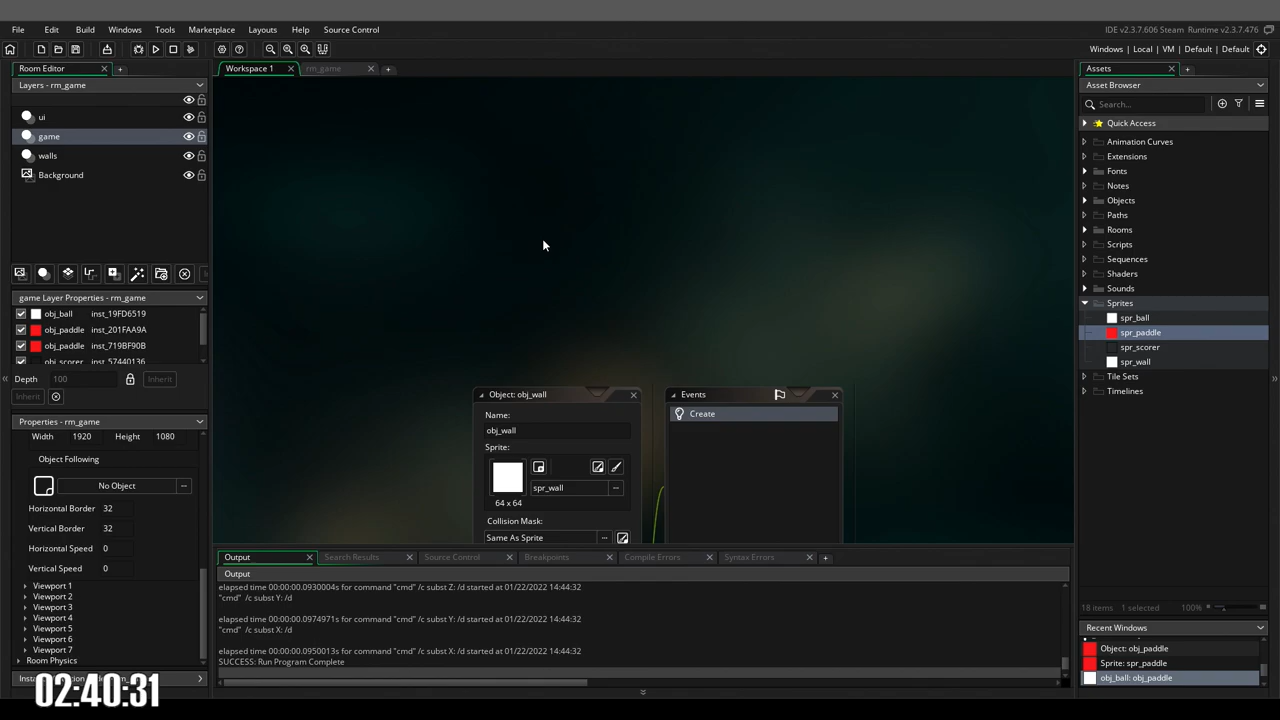 File Edit Build Windows Tools Marketplace Layouts Help Source Control IDE v2.3.7.606 Steam Runtime v2.3.7.476
Windows | Local | VM | Default | Default
Room Editor
Workspace 1
rm_game
Assets
Layers - rm_game
Asset Browser
Search...
ui
game
walls
Background
Quick Access
Animation Curves
Extensions
Fonts
Notes
Objects
Paths
Rooms
Scripts
Sequences
Shaders
Sounds
Sprites
spr_ball
spr_paddle
spr_scorer
spr_wall
Tile Sets
Timelines
Inh
game Layer Properties - rm_game
obj_ball inst_19FD6519
obj_paddle inst_201FAA9A
obj_paddle inst_719BF90B
obj_scorer inst_57440136
Depth 100 Inherit
Inherit
Properties - rm_game
Width 1920 Height 1080
Object Following
No Object
Horizontal Border 32
Vertical Border 32
Horizontal Speed 0
Vertical Speed 0
Viewport 1
Viewport 2
Viewport 3
Viewport 4
Viewport 5
Viewport 6
Viewport 7
Room Physics
02:40:31
Object: obj_wall
Name:
obj_wall
Sprite:
spr_wall
64 x 64
Collision Mask:
Same As Sprite
Events
Create
Output Search Results Source Control Breakpoints Compile Errors Syntax Errors
Output
elapsed time 00:00:00.0930004s for command "cmd" /c subst Z: /d started at 01/22/2022 14:44:32
"cmd" /c subst Y: /d
elapsed time 00:00:00.0974971s for command "cmd" /c subst Y: /d started at 01/22/2022 14:44:32
"cmd" /c subst X: /d
elapsed time 00:00:00.0950013s for command "cmd" /c subst X: /d started at 01/22/2022 14:44:32
SUCCESS: Run Program Complete
18 items 1 selected 100%
Recent Windows
Object: obj_paddle
Sprite: spr_paddle
obj_ball: obj_paddle